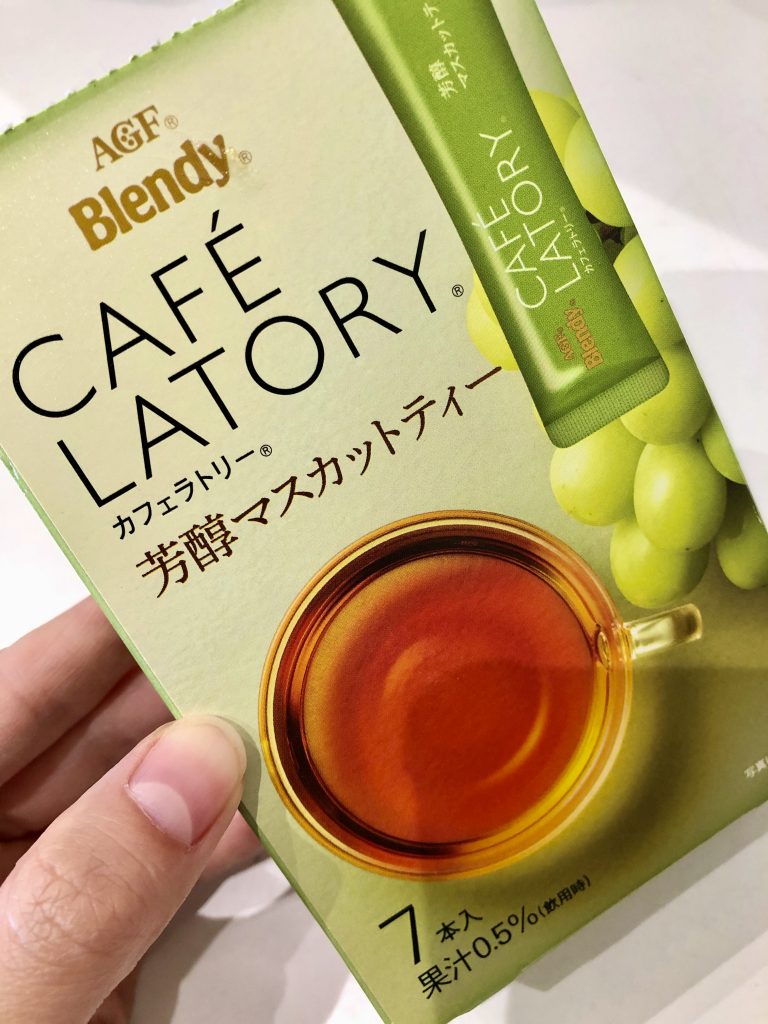 AGF®
Blendy®
CAFÉ
LATORY®
カフェラトリー®
芳醇マスカットティー
7本入
果汁0.5%(飲用時)
芳醇
マスカットテ
CAFÉ
LATORY®
カフェラトリー®
AGF®
Blendy®
写真